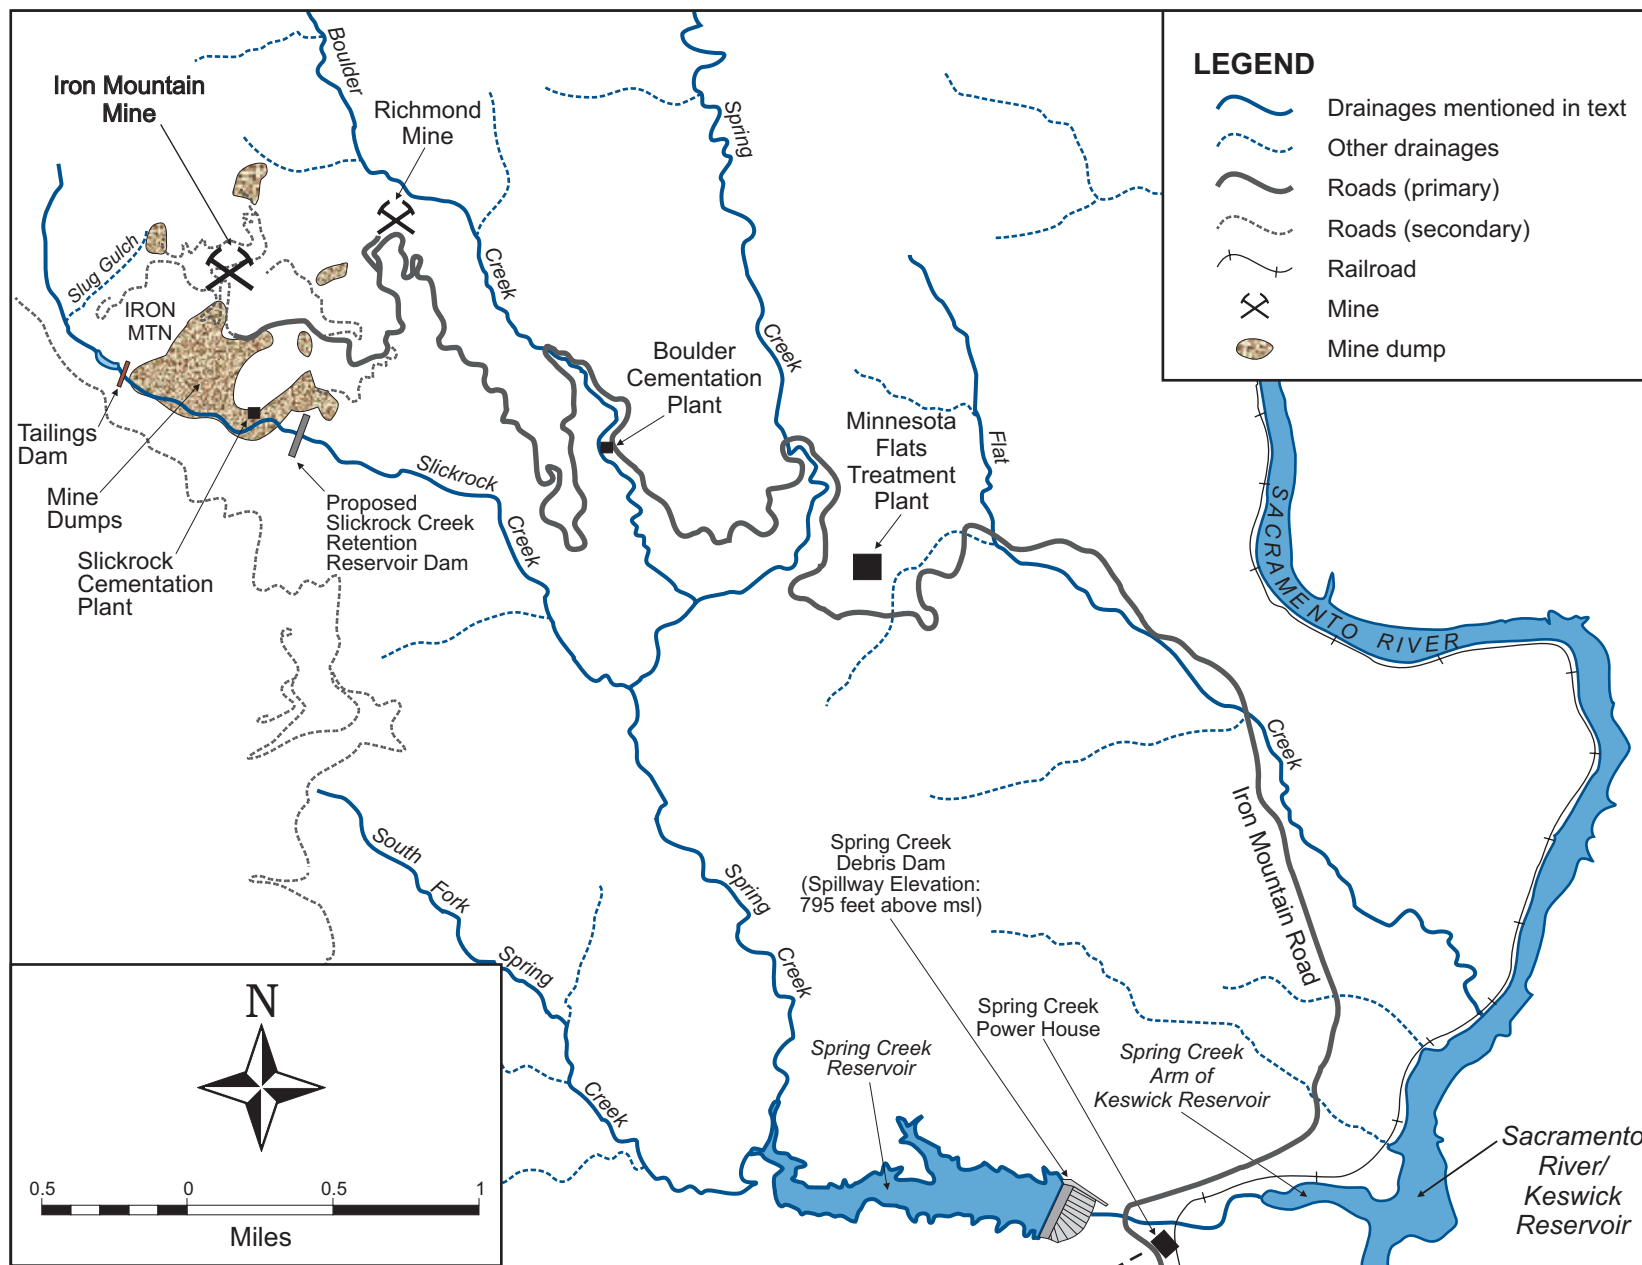 Iron Mountain
Mine
Boulder
Richmond
Mine
Spring
Creek
Slug Gulch
IRON
MTN
Creek
Boulder
Cementation
Plant
Minnesota
Flats
Treatment
Plant
Flat
Tailings
Dam
Mine
Dumps
Slickrock
Cementation
Plant
Proposed
Slickrock Creek
Retention
Reservoir Dam
Slickrock
Creek
LEGEND
Drainages mentioned in text
Other drainages
Roads (primary)
Roads (secondary)
Railroad
Mine
Mine dump
SACRAMENTO RIVER
Creek
Iron Mountain Road
South
Fork
Spring
Creek
Spring
Creek
Spring Creek
Debris Dam
(Spillway Elevation:
795 feet above msl)
Spring Creek
Power House
Spring Creek
Reservoir
Spring Creek
Arm of
Keswick Reservoir
Sacramento
River/
Keswick
Reservoir
N
0.5 0 0.5 1
Miles